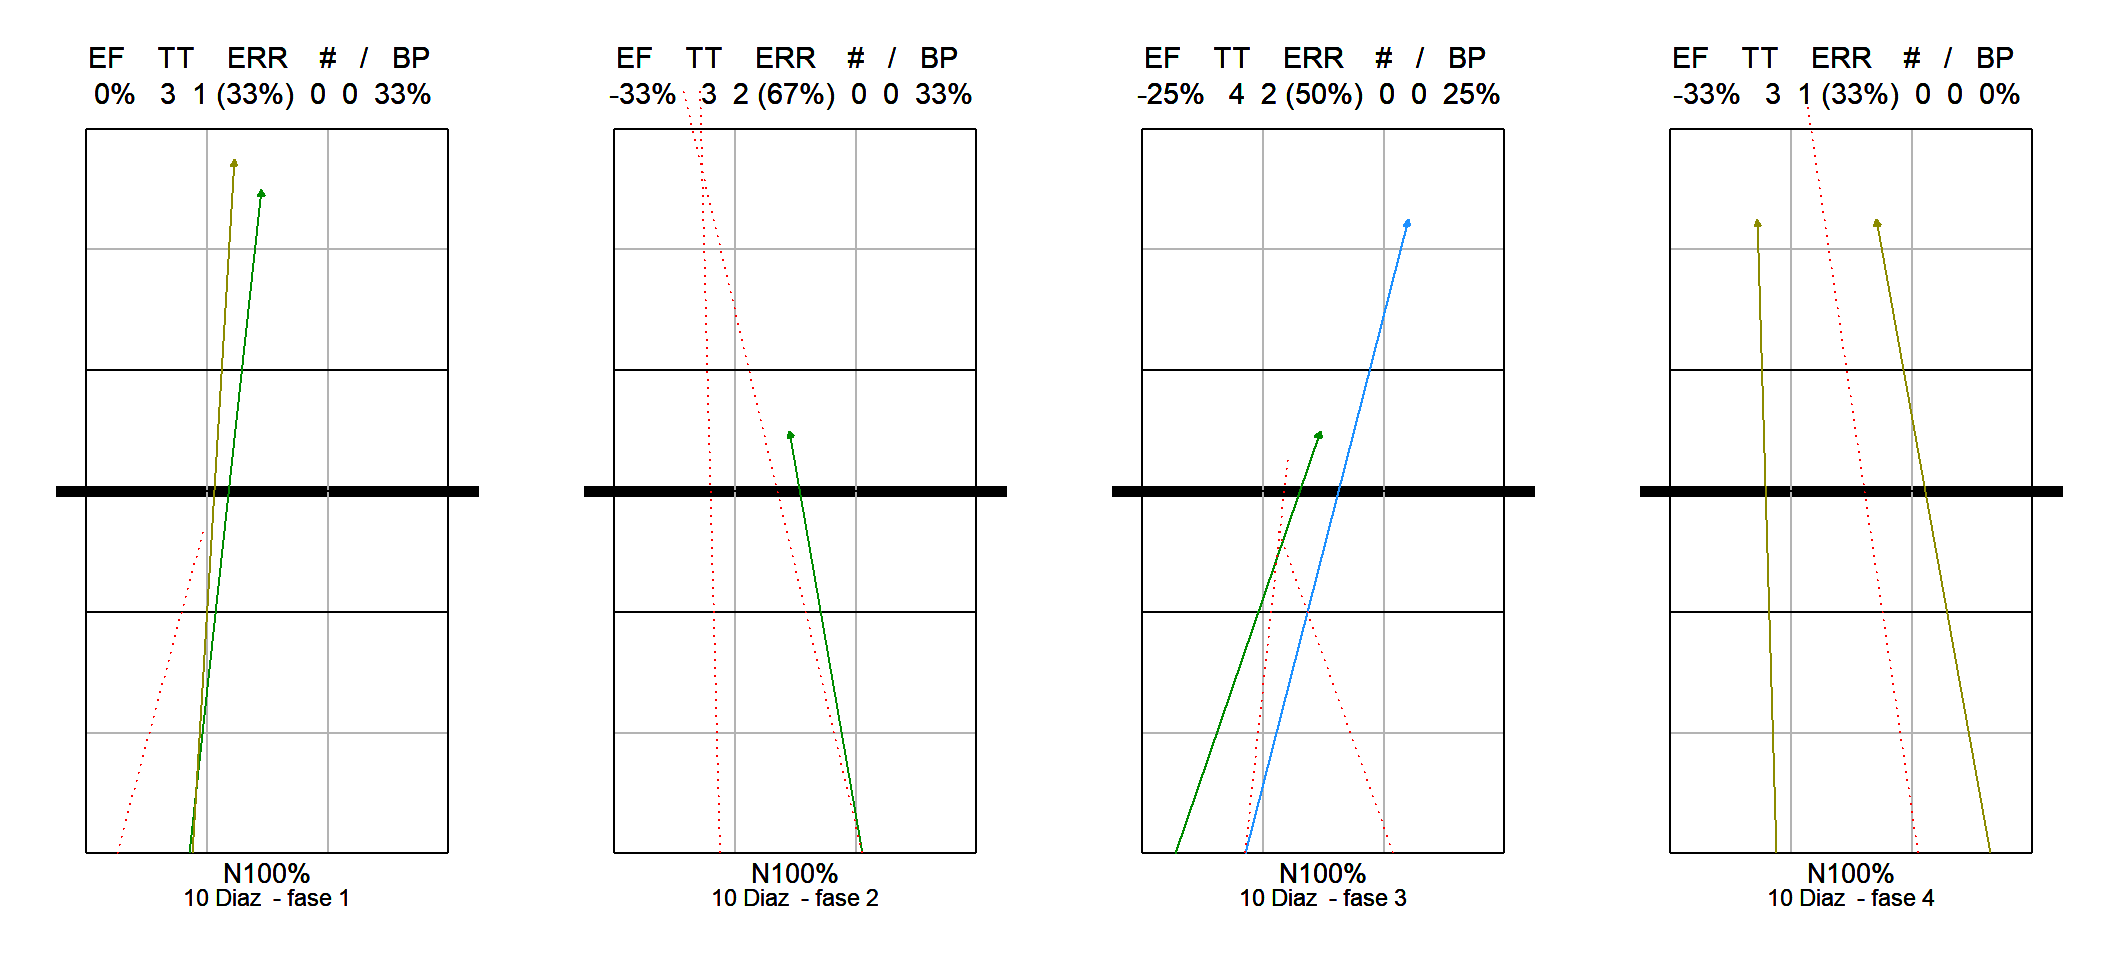 EF TT ERR # / BP
0% 3 1 (33%) 0 0 33%
N100%
10 Diaz - fase 1
EF TT ERR # / BP
-33% 3 2 (67%) 0 0 33%
N100%
10 Diaz - fase 2
EF TT ERR # / BP
-25% 4 2 (50%) 0 0 25%
N100%
10 Diaz - fase 3
EF TT ERR # / BP
-33% 3 1 (33%) 0 0 0%
N100%
10 Diaz - fase 4